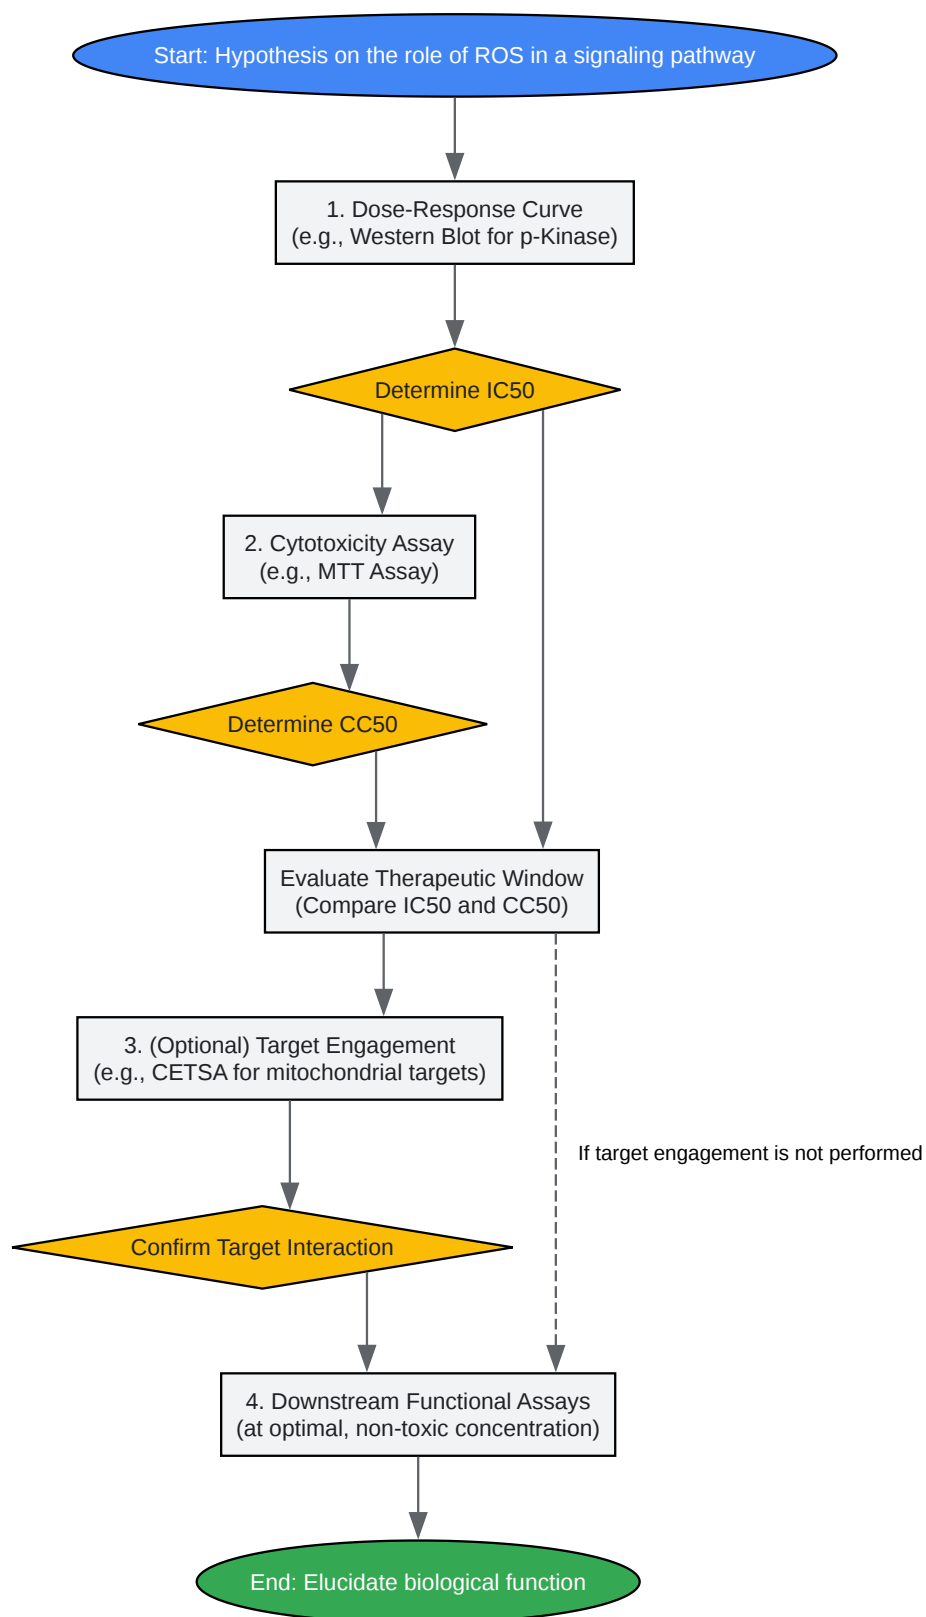 Start: Hypothesis on the role of ROS in a signaling pathway
1. Dose-Response Curve
(e.g., Western Blot for p-Kinase)
Determine IC50
2. Cytotoxicity Assay
(e.g., MTT Assay)
Determine CC50
Evaluate Therapeutic Window
(Compare IC50 and CC50)
3. (Optional) Target Engagement
(e.g., CETSA for mitochondrial targets)
If target engagement is not performed
Confirm Target Interaction
4. Downstream Functional Assays
(at optimal, non-toxic concentration)
End: Elucidate biological function